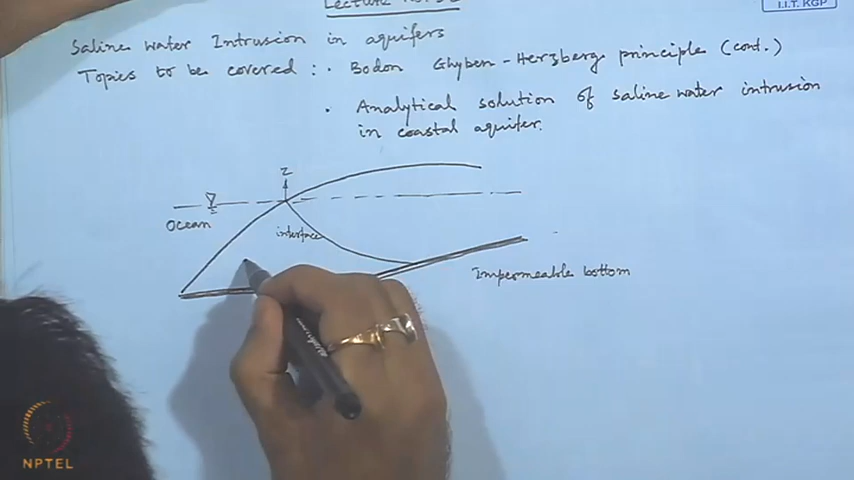 Saline water Intrusion in aquifers
I.I.T. KGP
Topics to be covered : • Bodon Ghyben - Herzberg principle (cont.)
• Analytical solution of saline water intrusion
in coastal aquifer.
Z
Ocean
interface
Impermeable bottom
NPTEL